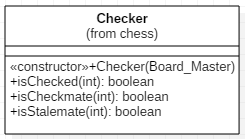 Checker
(from chess)
«constructor»+Checker(Board_Master)
+isChecked(int): boolean
+isCheckmate(int): boolean
+isStalemate(int): boolean